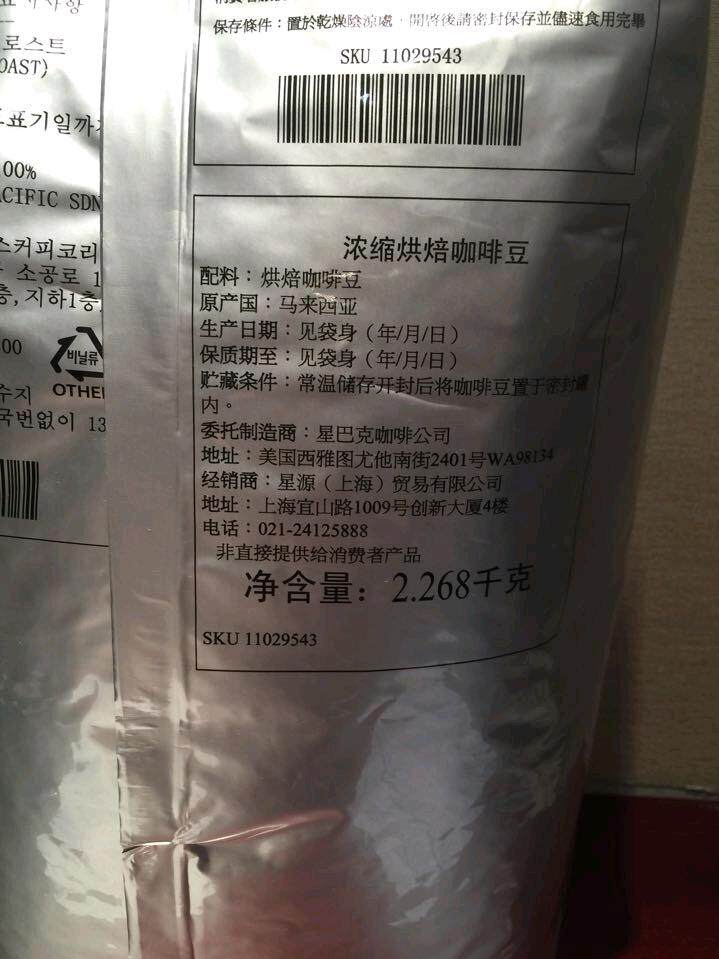 保存條件：置於乾燥陰涼處，開啓後請密封保存並儘速食用完畢
SKU 11029543
로스트
OAST)
표기일까지
00%
CIFIC SDN
스커피코리
소공로 1
층,지하1층
00
비닐류
OTHE
수지
국번없이 13
浓缩烘焙咖啡豆
配料：烘焙咖啡豆
原产国：马来西亚
生产日期：见袋身（年/月/日）
保质期至：见袋身（年/月/日）
贮藏条件：常温储存开封后将咖啡豆置于密封罐
内。
委托制造商：星巴克咖啡公司
地址：美国西雅图尤他南街2401号WA98134
经销商：星源（上海）贸易有限公司
地址：上海宜山路1009号创新大厦4楼
电话：021-24125888
非直接提供给消费者产品
净含量：2.268千克
SKU 11029543